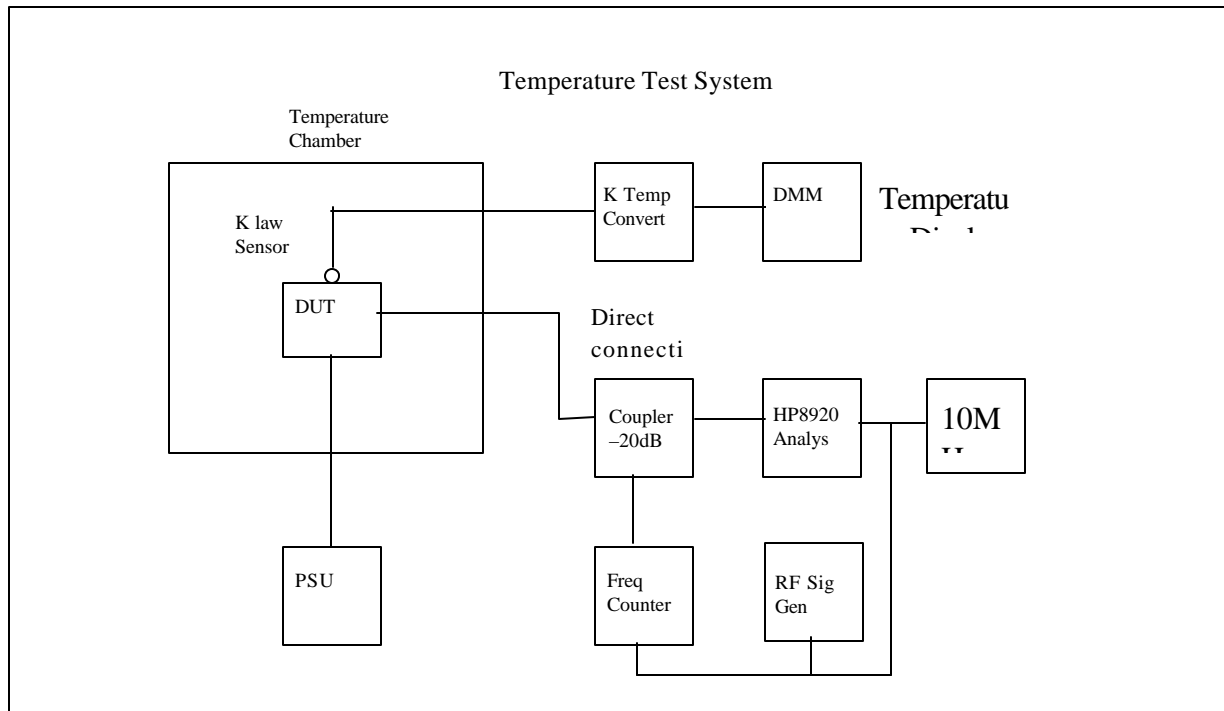 Temperature Test System
Temperature
Chamber
K law
Sensor
K Temp
Convert
DMM
Temperatu
DUT
Direct
connecti
Coupler
–20dB
HP8920
Analys
10M
PSU
Freq
Counter
RF Sig
Gen